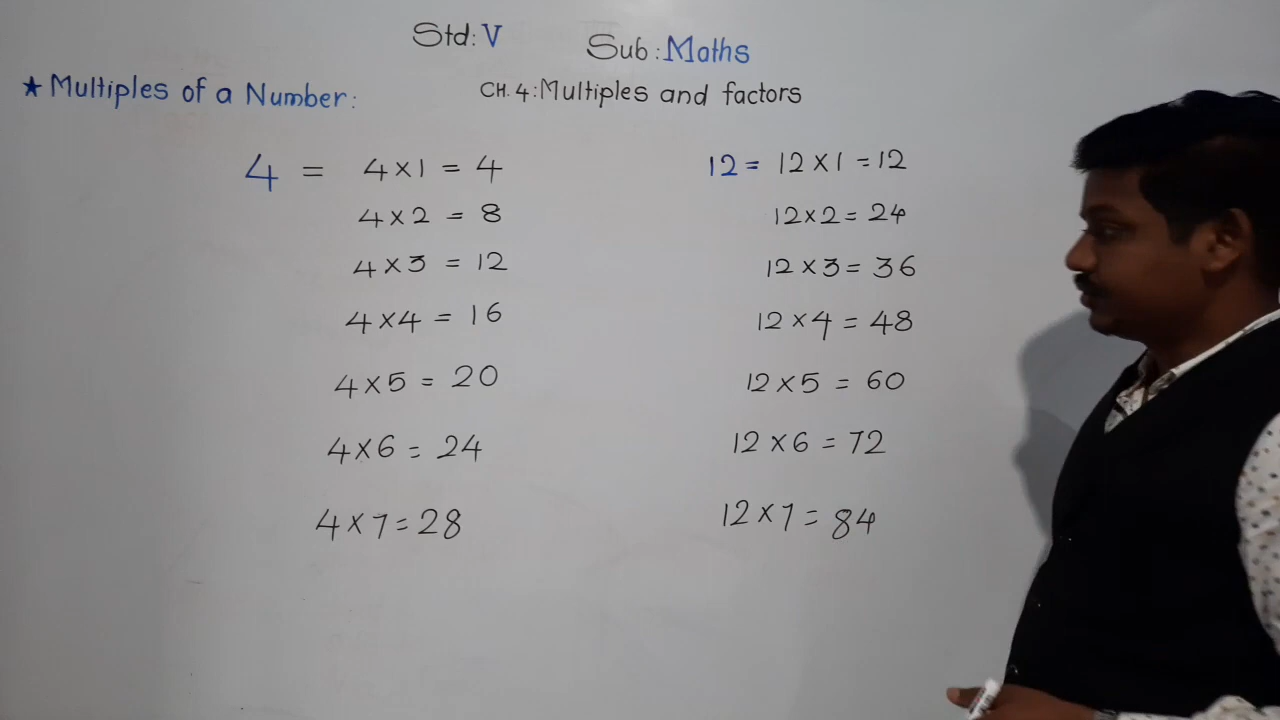 Std: V
Sub: Maths
★ Multiples of a Number:
CH. 4: Multiples and factors
4 = 4 × 1 = 4
4 × 2 = 8
4 × 3 = 12
4 × 4 = 16
4 × 5 = 20
4 × 6 = 24
4 × 7 = 28
12 = 12 × 1 = 12
12 × 2 = 24
12 × 3 = 36
12 × 4 = 48
12 × 5 = 60
12 × 6 = 72
12 × 7 = 84